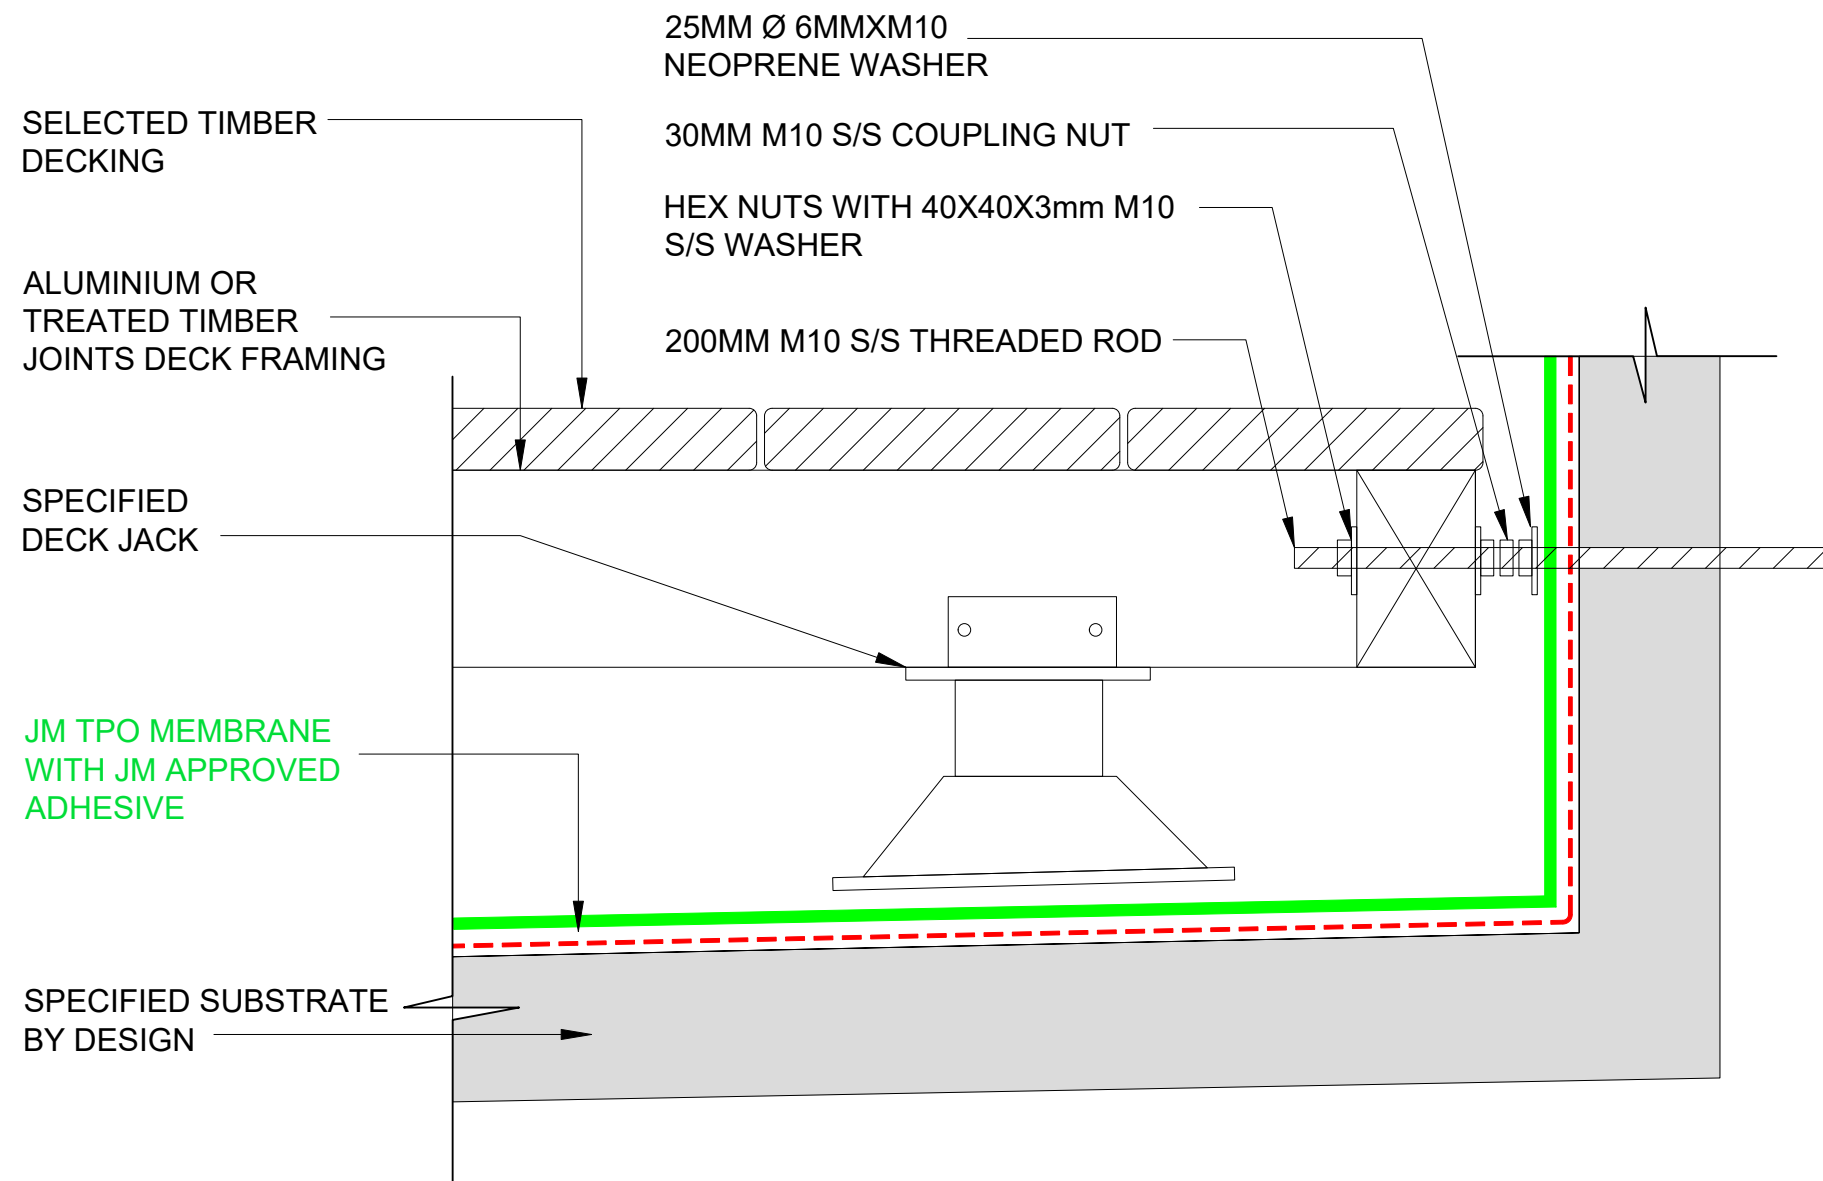 25MM Ø 6MMXM10
NEOPRENE WASHER
SELECTED TIMBER
DECKING
30MM M10 S/S COUPLING NUT
HEX NUTS WITH 40X40X3mm M10
S/S WASHER
ALUMINIUM OR
TREATED TIMBER
JOINTS DECK FRAMING
200MM M10 S/S THREADED ROD
SPECIFIED
DECK JACK
JM TPO MEMBRANE
WITH JM APPROVED
ADHESIVE
SPECIFIED SUBSTRATE
BY DESIGN